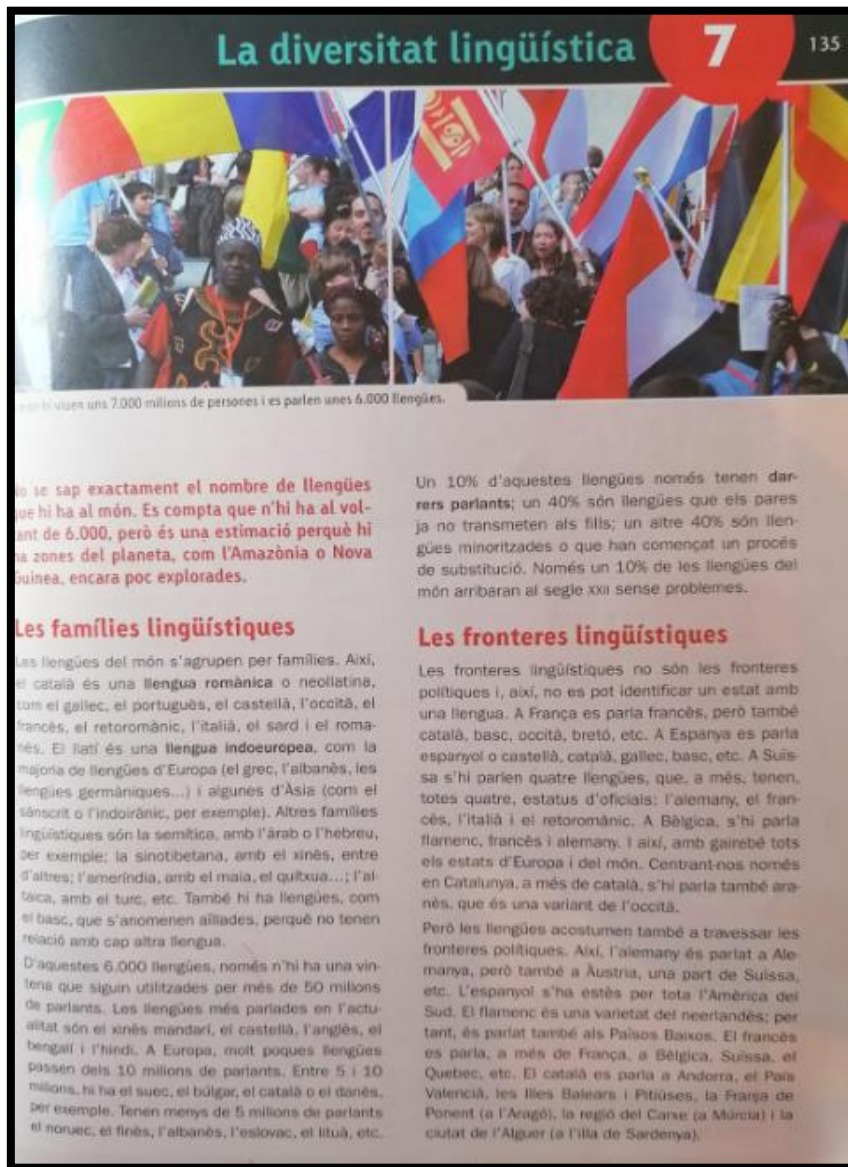 La diversitat lingüística
7
135
hi viuen uns 7.000 milions de persones i es parlen unes 6.000 llengües.
No se sap exactament el nombre de llengües
que hi ha al món. Es compta que n'hi ha al vol-
tant de 6.000, però és una estimació perquè hi
ha zones del planeta, com l'Amazònia o Nova
Guinea, encara poc explorades.
Les famílies lingüístiques
Les llengües del món s'agrupen per famílies. Així,
el català és una llengua romànica o neollatina,
com el gallec, el portuguès, el castellà, l'occità, el
francès, el retoromànic, l'italià, el sard i el roma-
nès. El llatí és una llengua indoeuropea, com la
majoria de llengües d'Europa (el grec, l'albanès, les
llengües germàniques...) i algunes d'Àsia (com el
sànscrit o l'indoirànic, per exemple). Altres famílies
lingüístiques són la semítica, amb l'àrab o l'hebreu,
per exemple; la sinotibetana, amb el xinès, entre
d'altres; l'ameríndia, amb el maia, el quítxua...; l'al-
taica, amb el turc, etc. També hi ha llengües, com
el basc, que s'anomenen aïllades, perquè no tenen
relació amb cap altra llengua.
D'aquestes 6.000 llengües, només n'hi ha una vin-
tena que siguin utilitzades per més de 50 milions
de parlants. Les llengües més parlades en l'actu-
alitat són el xinès mandarí, el castellà, l'anglès, el
bengalí i l'hindi. A Europa, molt poques llengües
passen dels 10 milions de parlants. Entre 5 i 10
milions, hi ha el suec, el búlgar, el català o el danès,
per exemple. Tenen menys de 5 milions de parlants
el noruec, el finès, l'albanès, l'eslovac, el lituà, etc.
Un 10% d'aquestes llengües només tenen dar-
rers parlants; un 40% són llengües que els pares
ja no transmeten als fills; un altre 40% són llen-
gües minoritzades o que han començat un procés
de substitució. Només un 10% de les llengües del
món arribaran al segle XXII sense problemes.
Les fronteres lingüístiques
Les fronteres lingüístiques no són les fronteres
polítiques i, així, no es pot identificar un estat amb
una llengua. A França es parla francès, però també
català, basc, occità, bretó, etc. A Espanya es parla
espanyol o castellà, català, gallec, basc, etc. A Suïs-
sa s'hi parlen quatre llengües, que, a més, tenen,
totes quatre, estatus d'oficials: l'alemany, el fran-
cès, l'italià i el retoromànic. A Bèlgica, s'hi parla
flamenc, francès i alemany. I així, amb gairebé tots
els estats d'Europa i del món. Centrant-nos només
en Catalunya, a més de català, s'hi parla també ara-
nès, que és una variant de l'occità.
Però les llengües acostumen també a travessar les
fronteres polítiques. Així, l'alemany és parlat a Ale-
manya, però també a Àustria, una part de Suïssa,
etc. L'espanyol s'ha estès per tota l'Amèrica del
Sud. El flamenc és una varietat del neerlandès; per
tant, és parlat també als Països Baixos. El francès
es parla, a més de França, a Bèlgica, Suïssa, el
Quebec, etc. El català es parla a Andorra, el País
Valencià, les Illes Balears i Pitiüses, la Franja de
Ponent (a l'Aragó), la regió del Carxe (a Múrcia) i la
ciutat de l'Alguer (a l'illa de Sardenya).